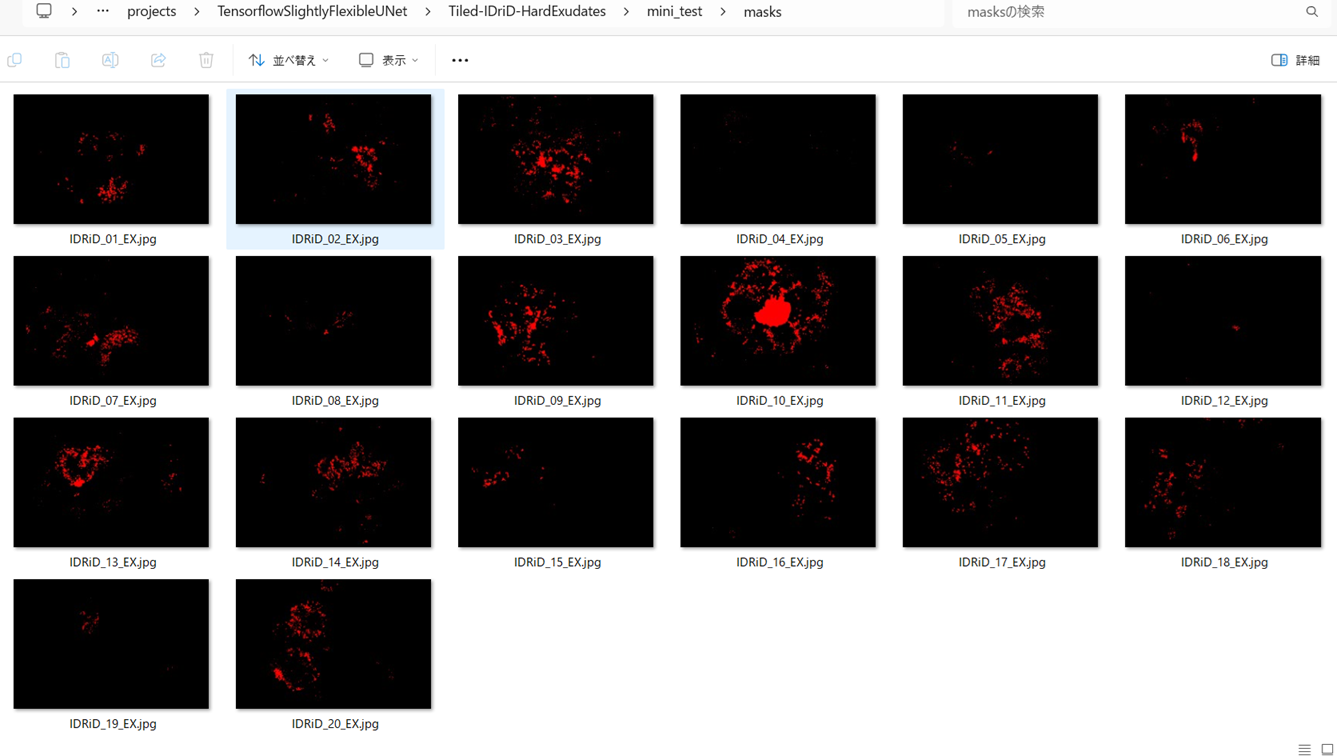 projects > TensorflowSlightlyFlexibleUNet > Tiled-IDriD-HardExudates > mini_test > masks
masksの検索
並べ替え
表示
詳細
IDRiD_01_EX.jpg
IDRiD_02_EX.jpg
IDRiD_03_EX.jpg
IDRiD_04_EX.jpg
IDRiD_05_EX.jpg
IDRiD_06_EX.jpg
IDRiD_07_EX.jpg
IDRiD_08_EX.jpg
IDRiD_09_EX.jpg
IDRiD_10_EX.jpg
IDRiD_11_EX.jpg
IDRiD_12_EX.jpg
IDRiD_13_EX.jpg
IDRiD_14_EX.jpg
IDRiD_15_EX.jpg
IDRiD_16_EX.jpg
IDRiD_17_EX.jpg
IDRiD_18_EX.jpg
IDRiD_19_EX.jpg
IDRiD_20_EX.jpg